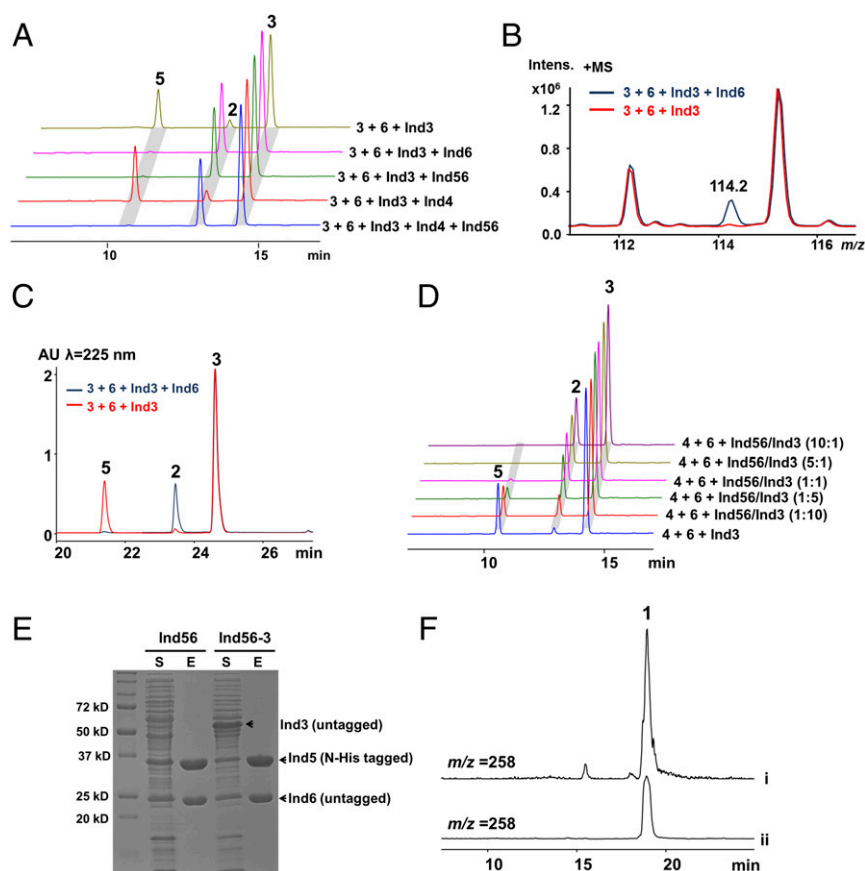 A
5
2
3
3 + 6 + Ind3
3 + 6 + Ind3 + Ind6
3 + 6 + Ind3 + Ind56
3 + 6 + Ind3 + Ind4
3 + 6 + Ind3 + Ind4 + Ind56
10
15
min
B
Intens. +MS
x10⁶
3 + 6 + Ind3 + Ind6
3 + 6 + Ind3
1.2
0.8
0.4
0.0
114.2
112
114
116 m/z
C
AU λ=225 nm
3 + 6 + Ind3 + Ind6
3 + 6 + Ind3
3
5
2
2
1
0
20
22
24
26
min
D
3
2
5
4 + 6 + Ind56/Ind3 (10:1)
4 + 6 + Ind56/Ind3 (5:1)
4 + 6 + Ind56/Ind3 (1:1)
4 + 6 + Ind56/Ind3 (1:5)
4 + 6 + Ind56/Ind3 (1:10)
4 + 6 + Ind3
10
15
min
E
Ind56 Ind56-3
S E S E
72 kD
50 kD
37 kD
25 kD
20 kD
Ind3 (untagged)
Ind5 (N-His tagged)
Ind6 (untagged)
F
1
m/z =258
i
m/z =258
ii
10
15
20
min